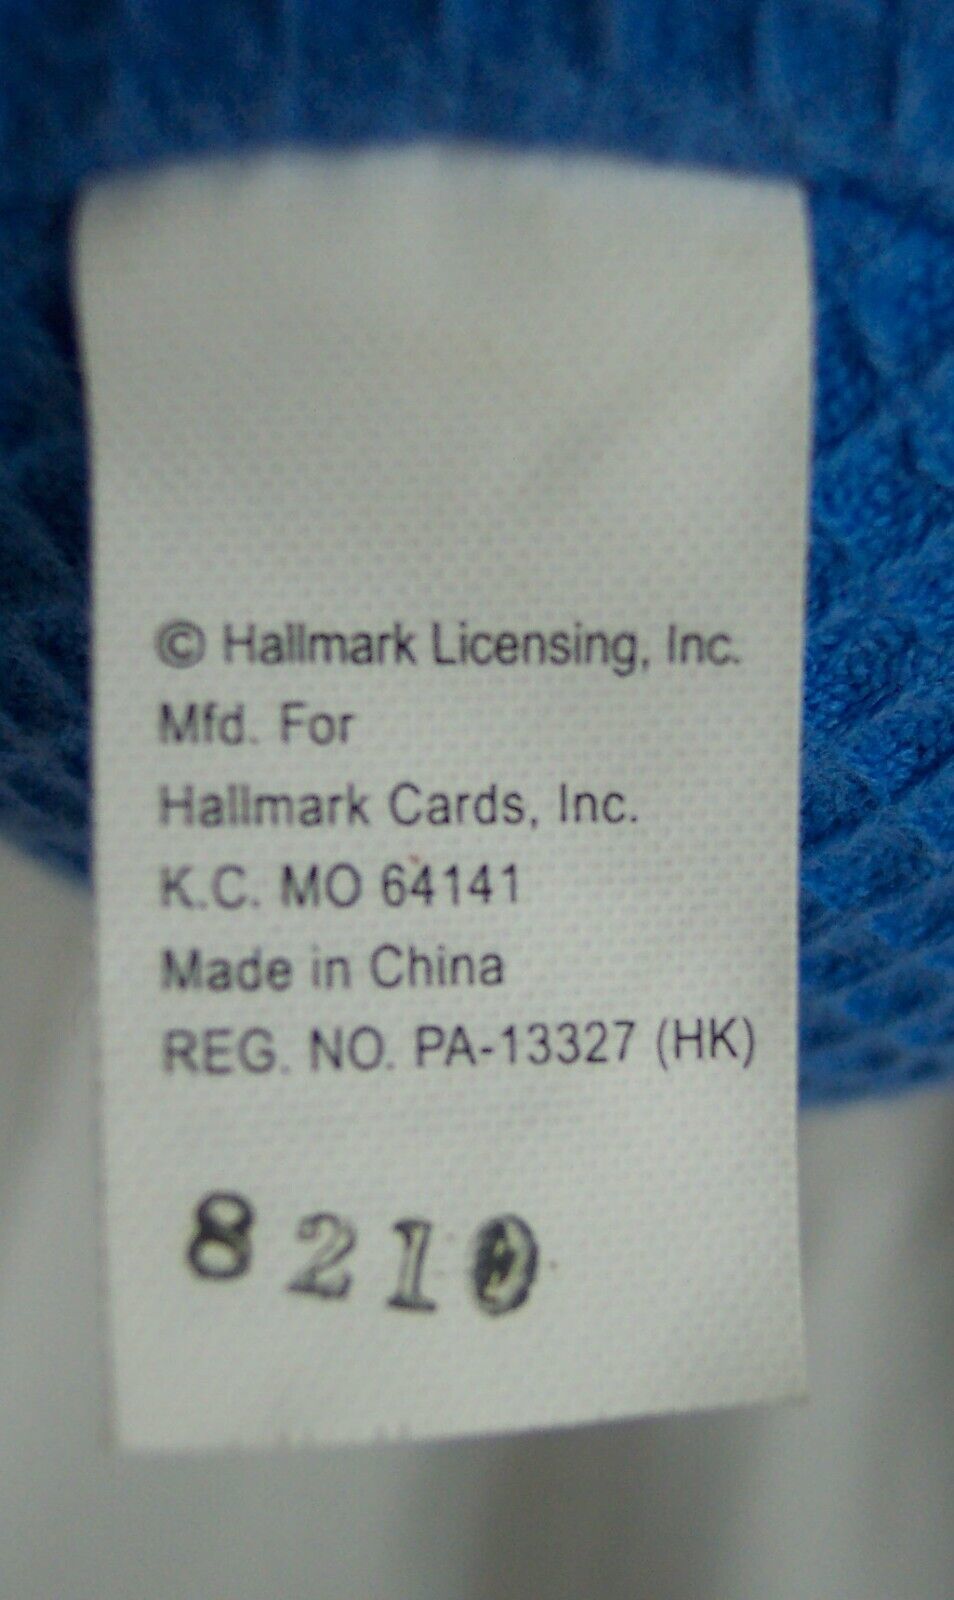 © Hallmark Licensing, Inc.
Mfd. For
Hallmark Cards, Inc.
K.C. MO 64141
Made in China
REG. NO. PA-13327 (HK)
8210